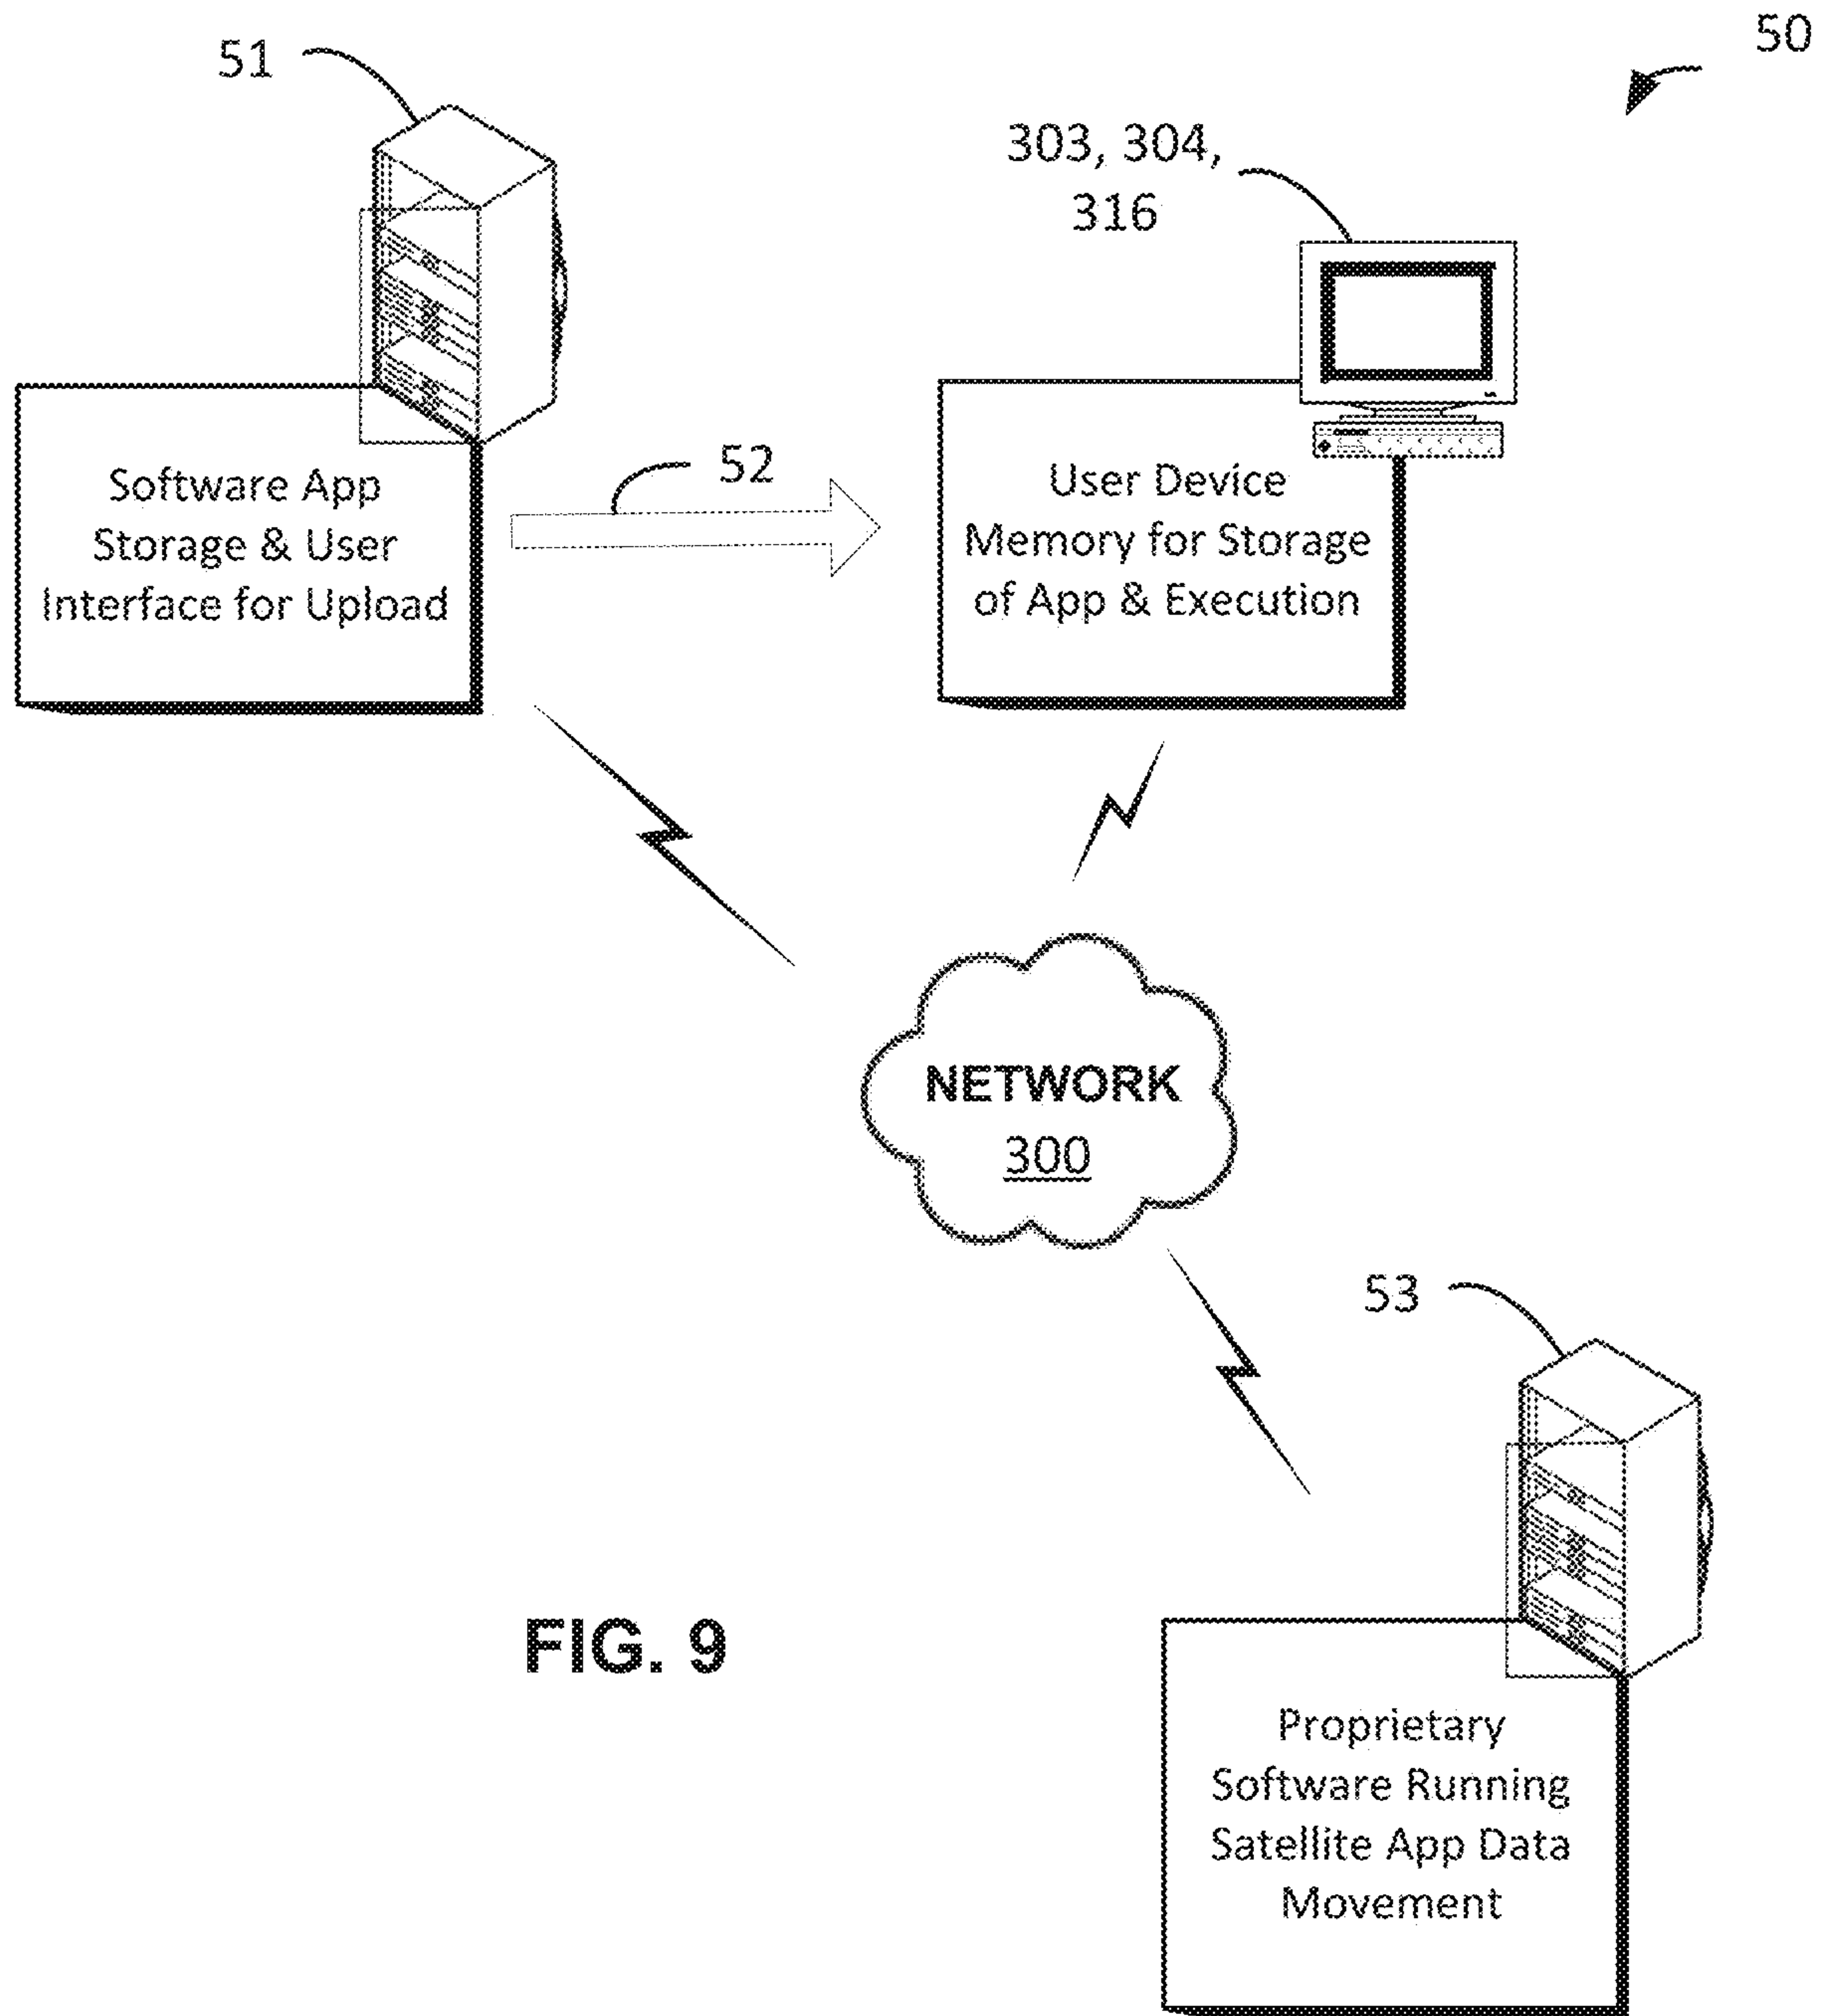 50
51
303, 304,
316
52
Software App
Storage & User
Interface for Upload
User Device
Memory for Storage
of App & Execution
NETWORK
300
53
FIG. 9
Proprietary
Software Running
Satellite App Data
Movement